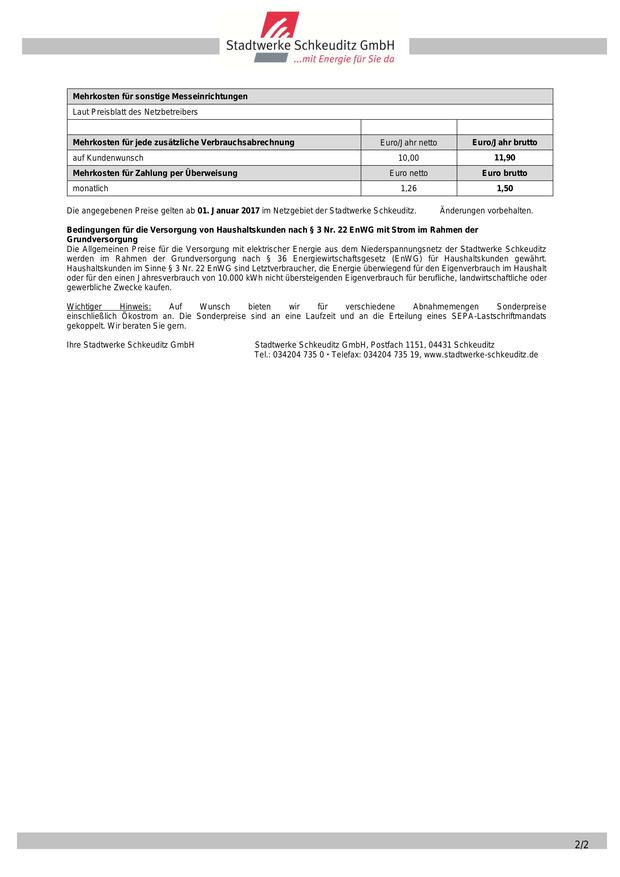 Stadtwerke Schkeuditz GmbH
...mit Energie für Sie da
Mehrkosten für sonstige Messeinrichtungen
Laut Preisblatt des Netzbetreibers
Mehrkosten für jede zusätzliche Verbrauchsabrechnung Euro/Jahr netto Euro/Jahr brutto
auf Kundenwunsch 10,00 11,90
Mehrkosten für Zahlung per Überweisung Euro netto Euro brutto
monatlich 1,26 1,50
Die angegebenen Preise gelten ab 01. Januar 2017 im Netzgebiet der Stadtwerke Schkeuditz. Änderungen vorbehalten.
Bedingungen für die Versorgung von Haushaltskunden nach § 3 Nr. 22 EnWG mit Strom im Rahmen der
Grundversorgung
Die Allgemeinen Preise für die Versorgung mit elektrischer Energie aus dem Niederspannungsnetz der Stadtwerke Schkeuditz
werden im Rahmen der Grundversorgung nach § 36 Energiewirtschaftsgesetz (EnWG) für Haushaltskunden gewährt.
Haushaltskunden im Sinne § 3 Nr. 22 EnWG sind Letztverbraucher, die Energie überwiegend für den Eigenverbrauch im Haushalt
oder für den einen Jahresverbrauch von 10.000 kWh nicht übersteigenden Eigenverbrauch für berufliche, landwirtschaftliche oder
gewerbliche Zwecke kaufen.
Wichtiger Hinweis: Auf Wunsch bieten wir für verschiedene Abnahmemengen Sonderpreise
einschließlich Ökostrom an. Die Sonderpreise sind an eine Laufzeit und an die Erteilung eines SEPA-Lastschriftmandats
gekoppelt. Wir beraten Sie gern.
Ihre Stadtwerke Schkeuditz GmbH Stadtwerke Schkeuditz GmbH, Postfach 1151, 04431 Schkeuditz
Tel.: 034204 735 0 · Telefax: 034204 735 19, www.stadtwerke-schkeuditz.de
2/2